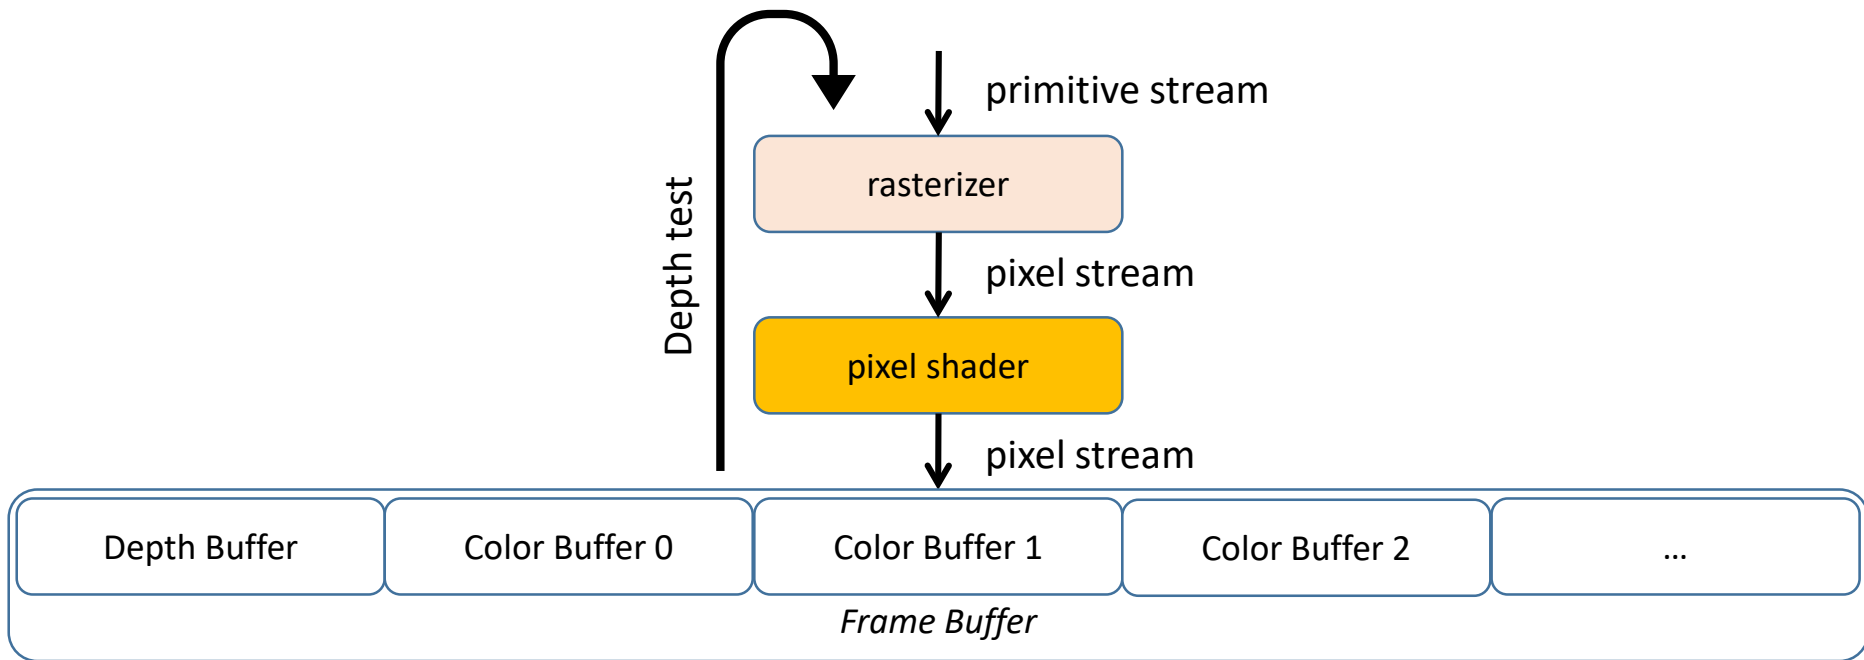 primitive stream
rasterizer
Depth test
pixel stream
pixel shader
pixel stream
Depth Buffer
Color Buffer 0
Color Buffer 1
Color Buffer 2
...
Frame Buffer